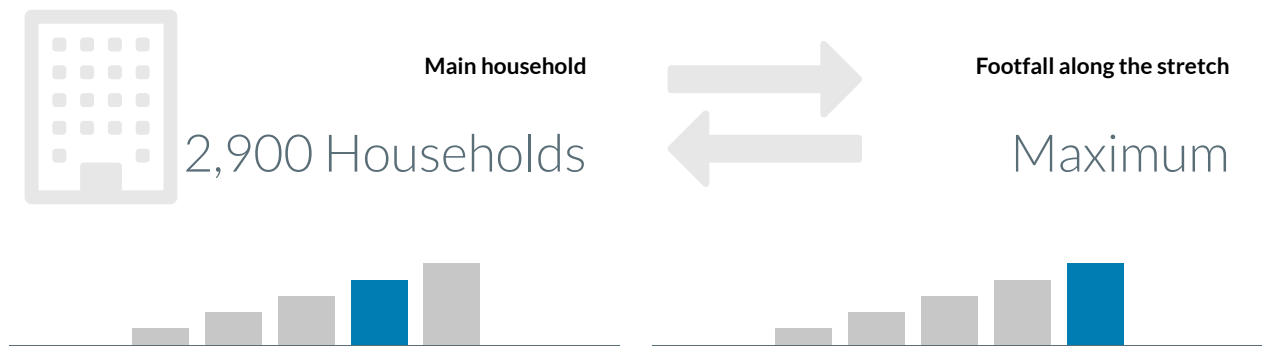 Main household
2,900 Households
Footfall along the stretch
Maximum